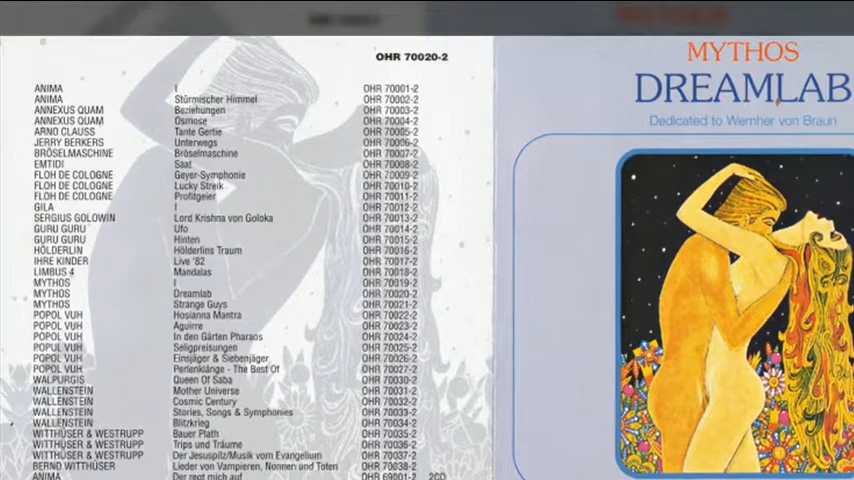 OHR 70020-2
ANIMA I OHR 70001-2
ANIMA Stürmischer Himmel OHR 70002-2
ANNEXUS QUAM Beziehungen OHR 70003-2
ANNEXUS QUAM Osmose OHR 70004-2
ARNO CLAUSS Tante Gertie OHR 70005-2
JERRY BERKERS Unterwegs OHR 70006-2
BRÖSELMASCHINE Bröselmaschine OHR 70007-2
EMTIDI Saat OHR 70008-2
FLOH DE COLOGNE Geyer-Symphonie OHR 70009-2
FLOH DE COLOGNE Lucky Streik OHR 70010-2
FLOH DE COLOGNE Profitgeier OHR 70011-2
GILA I OHR 70012-2
SERGIUS GOLOWIN Lord Krishna von Goloka OHR 70013-2
GURU GURU Ufo OHR 70014-2
GURU GURU Hinten OHR 70015-2
HÖLDERLIN Hölderlins Traum OHR 70016-2
IHRE KINDER Live '82 OHR 70017-2
LIMBUS 4 Mandalas OHR 70018-2
MYTHOS I OHR 70019-2
MYTHOS Dreamlab OHR 70020-2
MYTHOS Strange Guys OHR 70021-2
POPOL VUH Hosianna Mantra OHR 70022-2
POPOL VUH Aguirre OHR 70023-2
POPOL VUH In den Gärten Pharaos OHR 70024-2
POPOL VUH Seligpreisungen OHR 70025-2
POPOL VUH Einsjäger & Siebenjäger OHR 70026-2
POPOL VUH Perlenklänge - The Best Of OHR 70027-2
WALPURGIS Queen Of Saba OHR 70030-2
WALLENSTEIN Mother Universe OHR 70031-2
WALLENSTEIN Cosmic Century OHR 70032-2
WALLENSTEIN Stories, Songs & Symphonies OHR 70033-2
WALLENSTEIN Blitzkrieg OHR 70034-2
WITTHÜSER & WESTRUPP Bauer Plath OHR 70035-2
WITTHÜSER & WESTRUPP Trips und Träume OHR 70036-2
WITTHÜSER & WESTRUPP Der Jesuspilz/Musik vom Evangelium OHR 70037-2
BERND WITTHÜSER Lieder von Vampieren, Nonnen und Toten OHR 70038-2
ANIMA Der regt mich auf OHR 69001-2 2CD
MYTHOS
DREAMLAB
Dedicated to Wernher von Braun